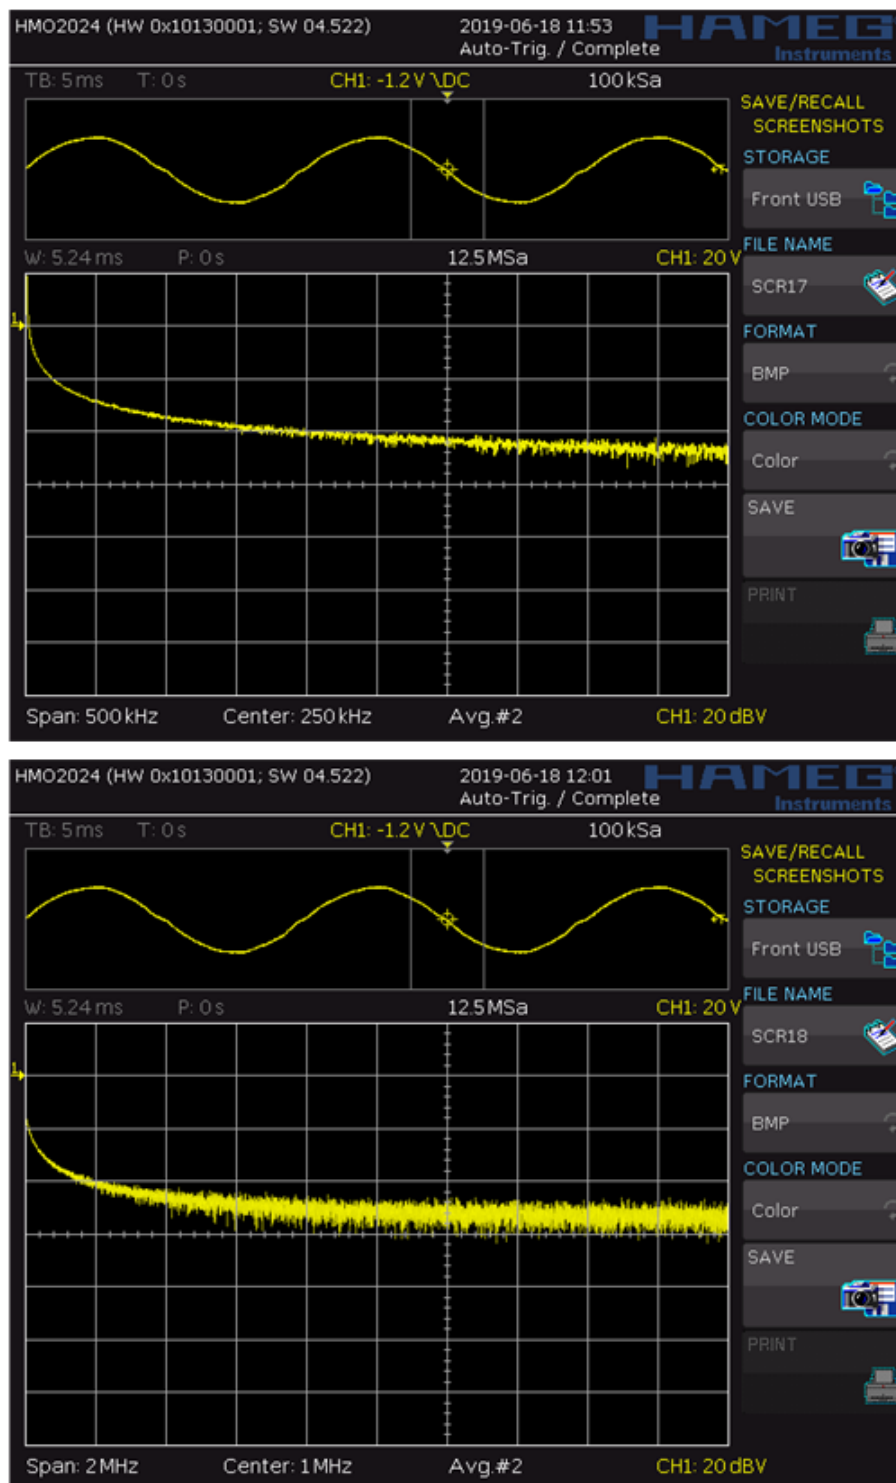 HMO2024 (HW 0x10130001; SW 04.522) 2019-06-18 11:53 HAMEG
Auto-Trig. / Complete Instruments
TB: 5 ms T: 0 s CH1: -1.2 V DC 100 kSa
SAVE/RECALL
SCREENSHOTS
STORAGE
Front USB
W: 5.24 ms P: 0 s 12.5 MSa CH1: 20 V
FILE NAME
SCR17
1
FORMAT
BMP
COLOR MODE
Color
SAVE
PRINT
Span: 500 kHz Center: 250 kHz Avg.#2 CH1: 20 dBV
HMO2024 (HW 0x10130001; SW 04.522) 2019-06-18 12:01 HAMEG
Auto-Trig. / Complete Instruments
TB: 5 ms T: 0 s CH1: -1.2 V DC 100 kSa
SAVE/RECALL
SCREENSHOTS
STORAGE
Front USB
W: 5.24 ms P: 0 s 12.5 MSa CH1: 20 V
FILE NAME
SCR18
1
FORMAT
BMP
COLOR MODE
Color
SAVE
PRINT
Span: 2 MHz Center: 1 MHz Avg.#2 CH1: 20 dBV